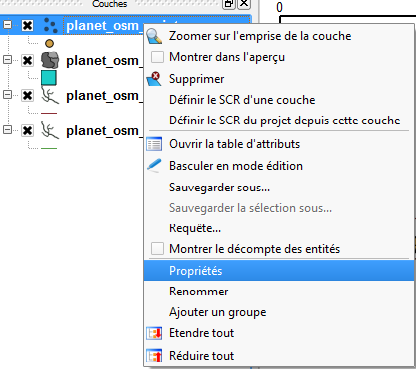 Couches
0
planet_osm_
Zoomer sur l'emprise de la couche
Montrer dans l'aperçu
planet_osm_
Supprimer
Définir le SCR d'une couche
planet_osm_
Définir le SCR du projet depuis cette couche
planet_osm_
Ouvrir la table d'attributs
Basculer en mode édition
Sauvegarder sous...
Sauvegarder la sélection sous...
Requête...
Montrer le décompte des entités
Propriétés
Renommer
Ajouter un groupe
Etendre tout
Réduire tout